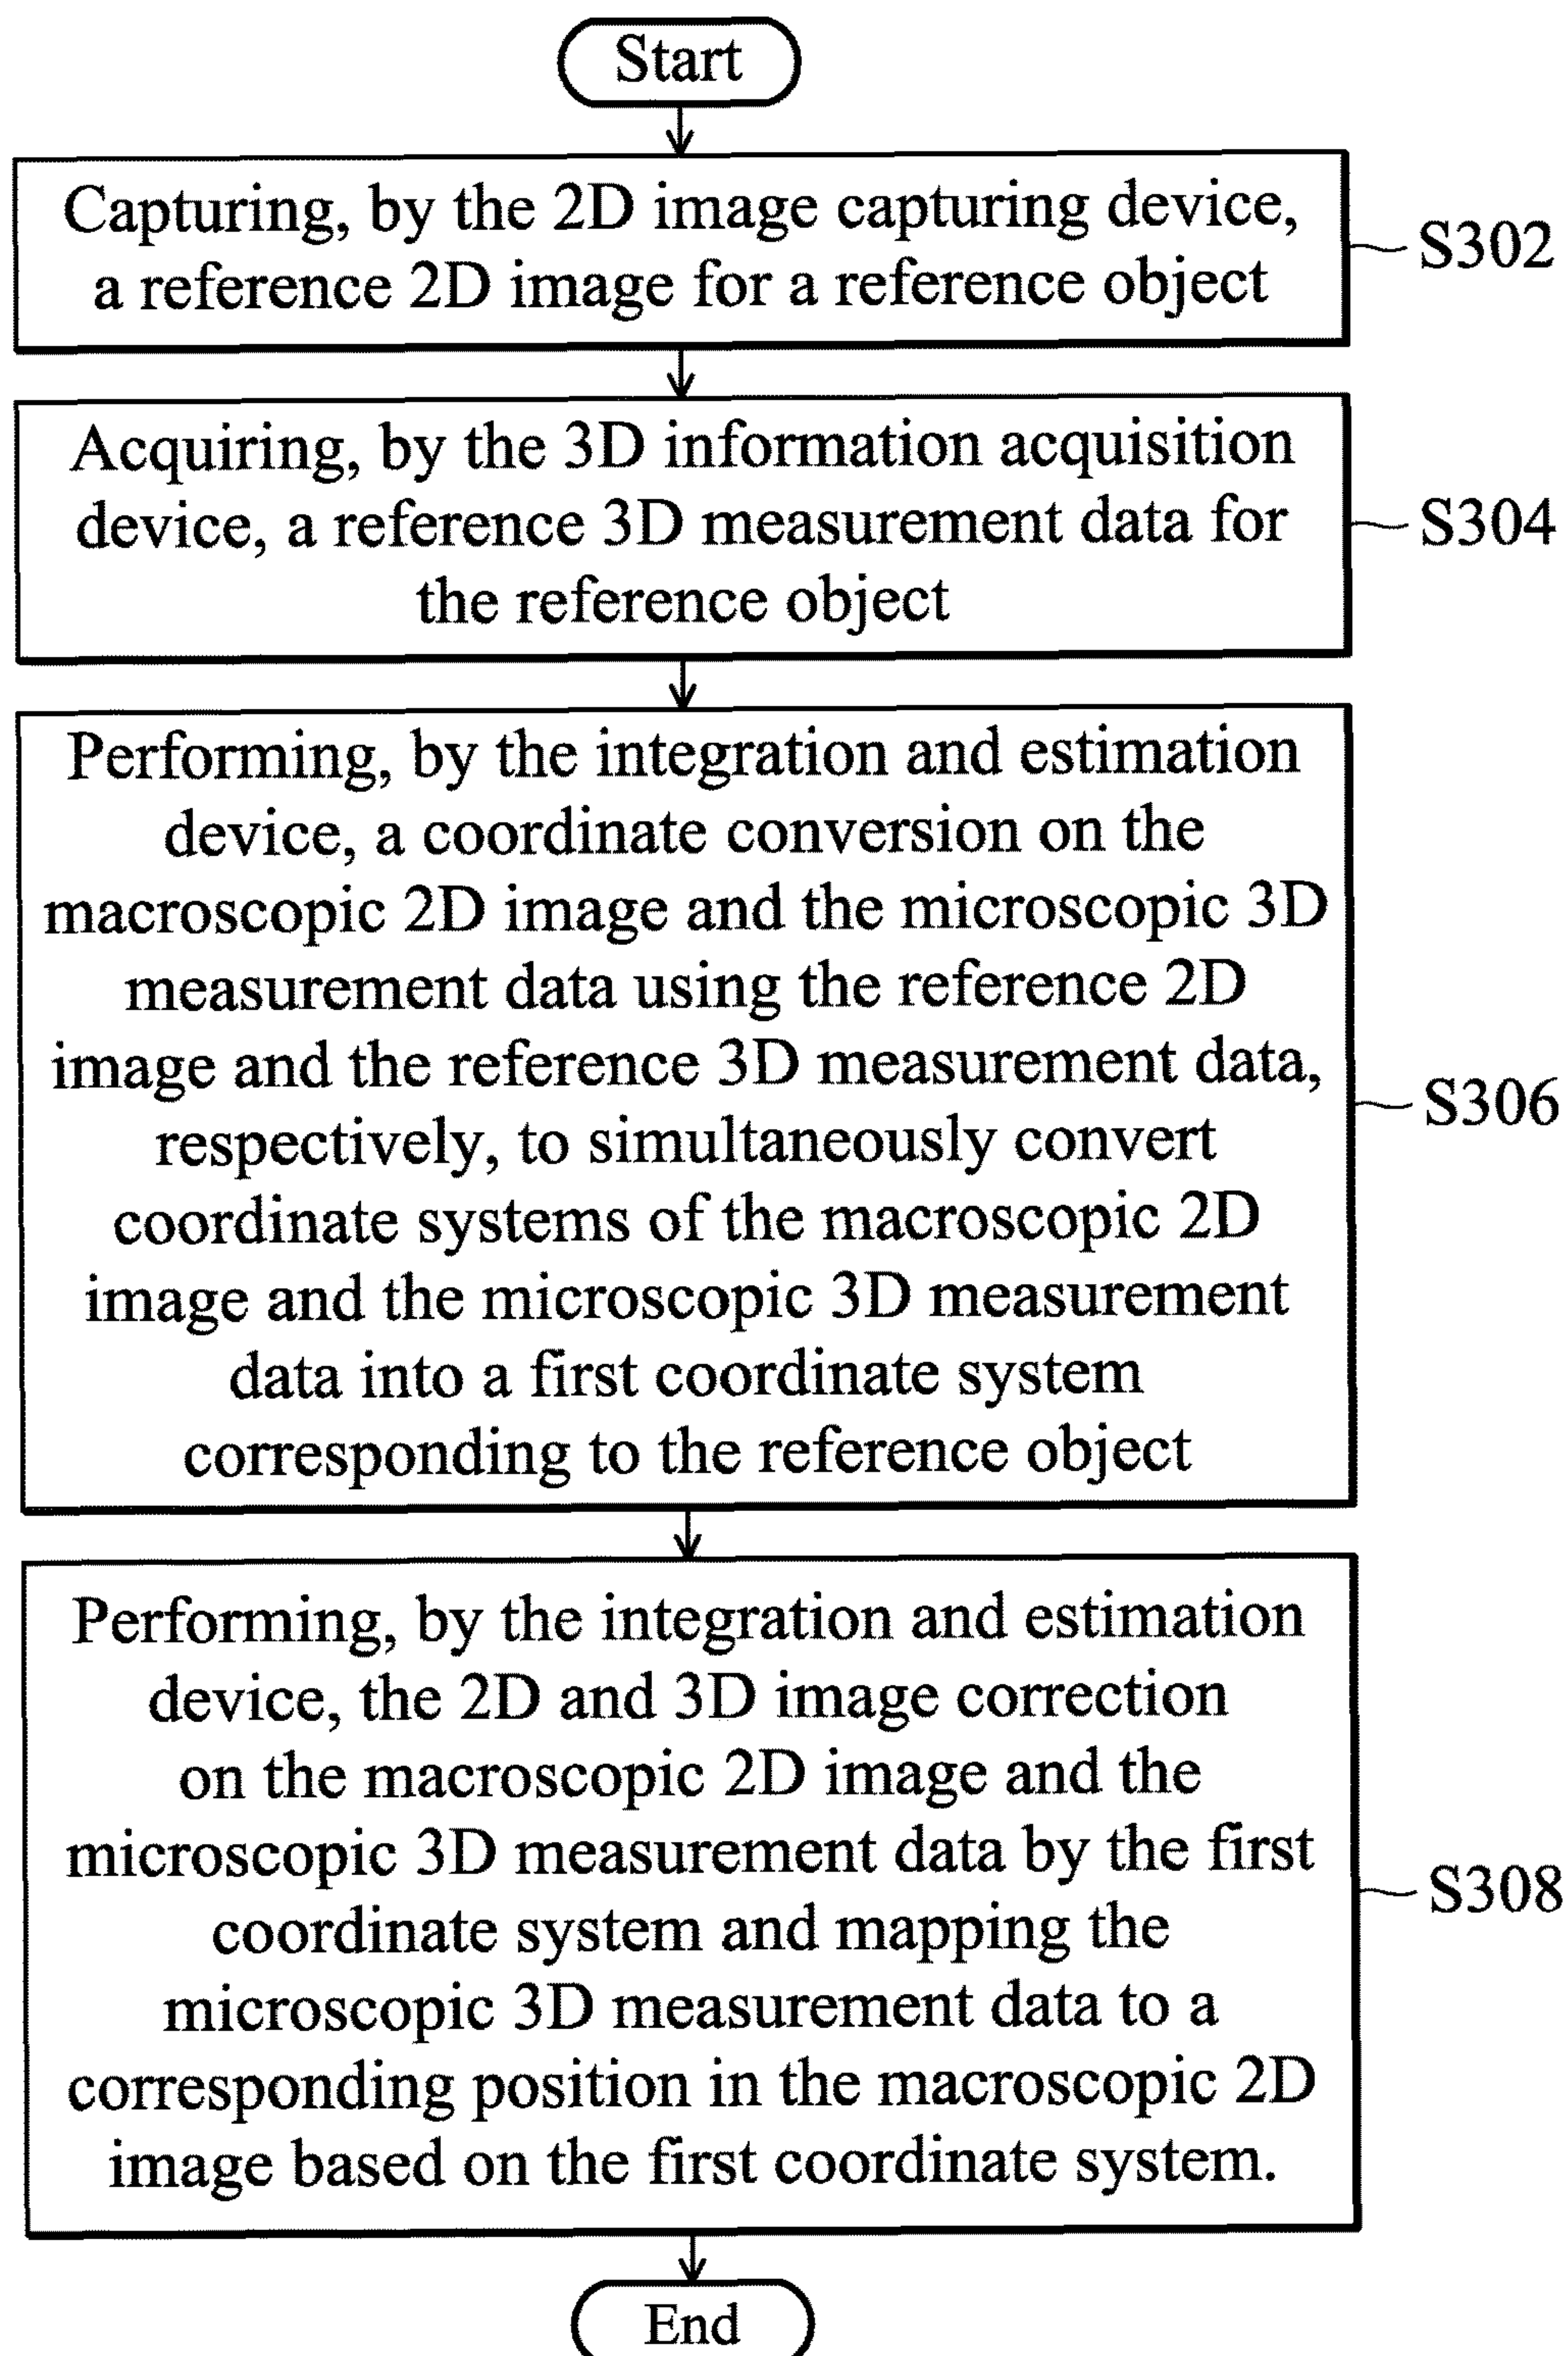 Start
Capturing, by the 2D image capturing device,
a reference 2D image for a reference object
S302
Acquiring, by the 3D information acquisition
device, a reference 3D measurement data for
the reference object
S304
Performing, by the integration and estimation
device, a coordinate conversion on the
macroscopic 2D image and the microscopic 3D
measurement data using the reference 2D
image and the reference 3D measurement data,
respectively, to simultaneously convert
coordinate systems of the macroscopic 2D
image and the microscopic 3D measurement
data into a first coordinate system
corresponding to the reference object
S306
Performing, by the integration and estimation
device, the 2D and 3D image correction
on the macroscopic 2D image and the
microscopic 3D measurement data by the first
coordinate system and mapping the
microscopic 3D measurement data to a
corresponding position in the macroscopic 2D
image based on the first coordinate system.
S308
End